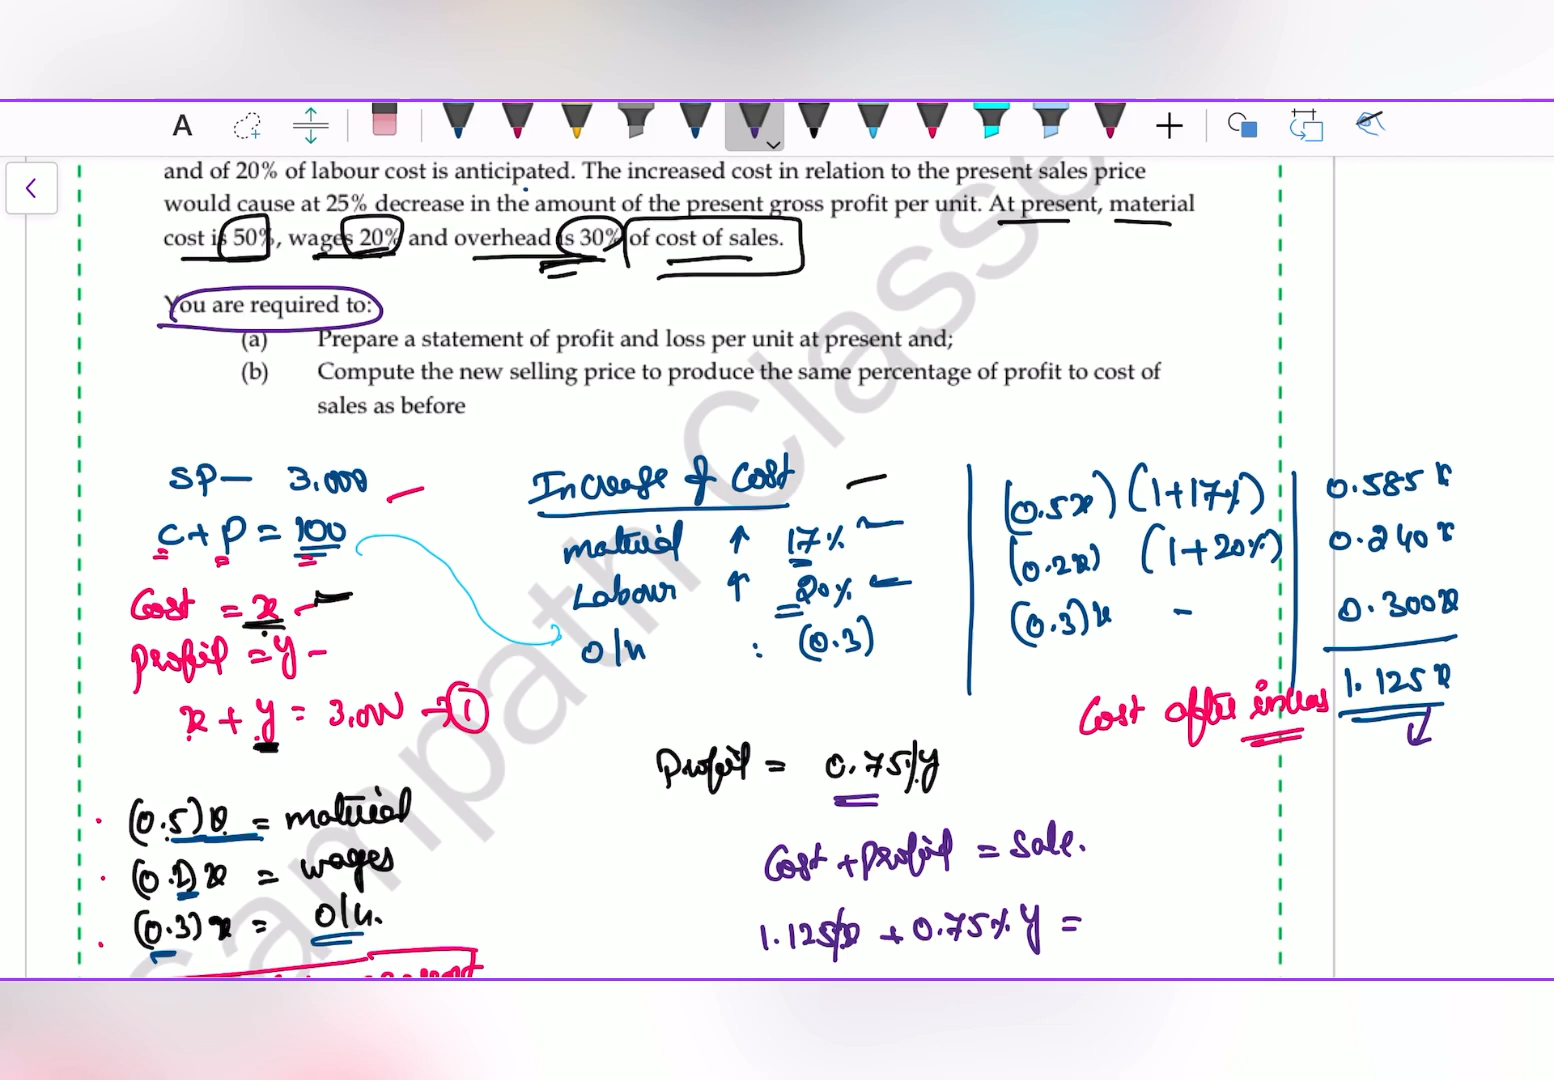 A
and of 20% of labour cost is anticipated. The increased cost in relation to the present sales price
would cause at 25% decrease in the amount of the present gross profit per unit. At present, material
cost is 50%, wages 20% and overhead is 30% of cost of sales.
You are required to:
(a) Prepare a statement of profit and loss per unit at present and;
(b) Compute the new selling price to produce the same percentage of profit to cost of
sales as before
SP – 3.000
C + P = 100
Cost = x
Profit = y
x + y = 3.000 → 1
(0.5)x = material
(0.2)x = wages
(0.3)x = O/H.
Increase of Cost
material ↑ 17%
Labour ↑ 20%
O/H : (0.3)
(0.5x) (1+17%) 0.585x
(0.2x) (1+20%) 0.240x
(0.3)x - 0.300x
1.125x
Cost after increas
Profit = 0.75%y
Cost + Profit = Sale.
1.125%x + 0.75% y =
Sampath Classes